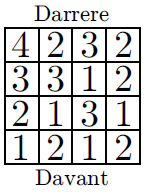 Darrere
4 2 3 2
3 3 1 2
2 1 3 1
1 2 1 2
Davant